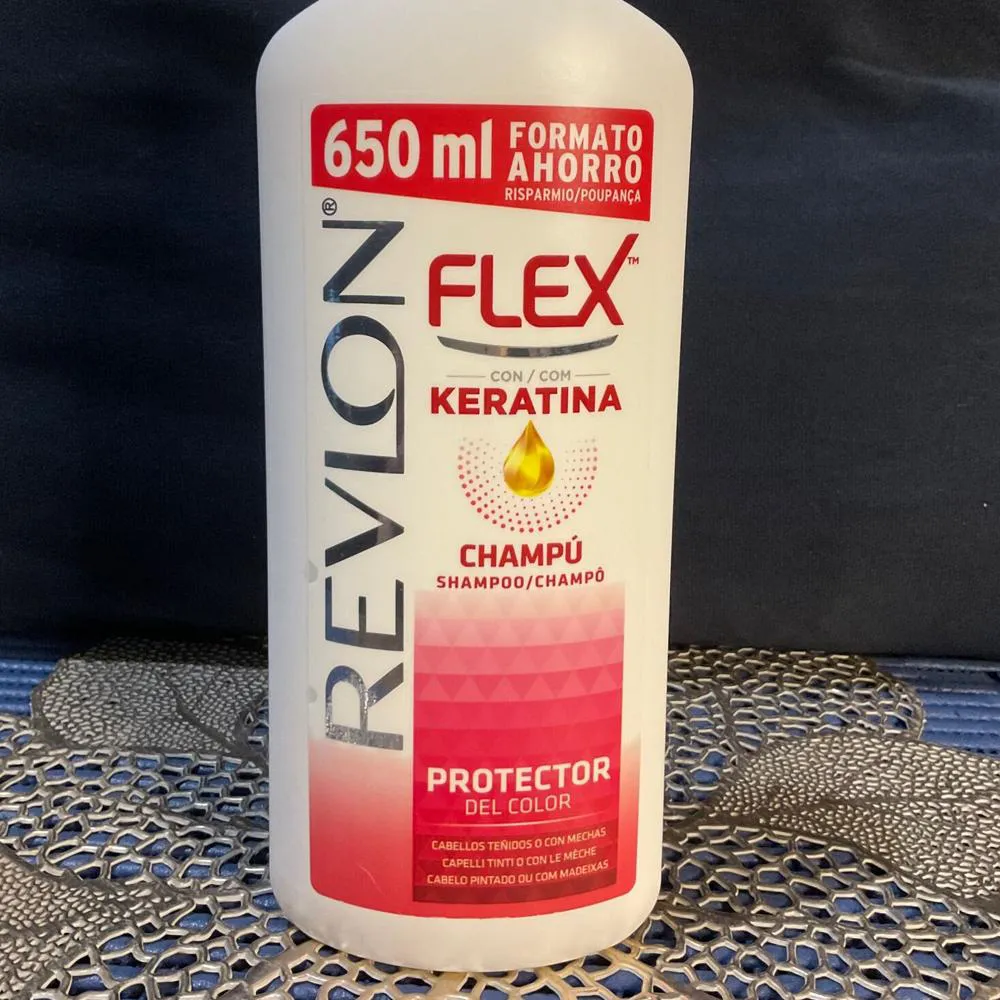 650 ml
FORMATO
AHORRO
RISPARMIO/POUPANÇA
REVLON®
FLEX™
CON / COM
KERATINA
CHAMPÚ
SHAMPOO/CHAMPÔ
PROTECTOR
DEL COLOR
CABELLOS TEÑIDOS O CON MECHAS
CAPELLI TINTI O CON LE MÈCHE
CABELO PINTADO OU COM MADEIXAS